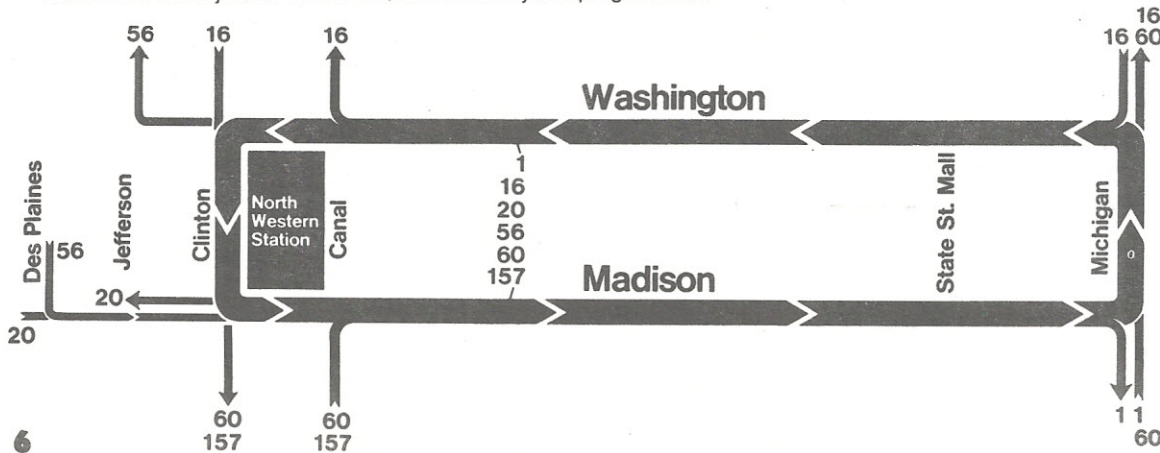 56
16
16
16
16
60
Washington
Des Plaines
Jefferson
Clinton
North
Western
Station
Canal
1
16
20
56
60
157
State St. Mall
Michigan
56
20
Madison
20
60
157
60
157
1
1
60
6